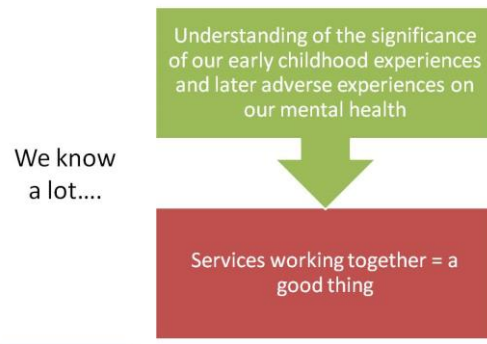 Understanding of the significance
of our early childhood experiences
and later adverse experiences on
our mental health
We know
a lot....
Services working together = a
good thing